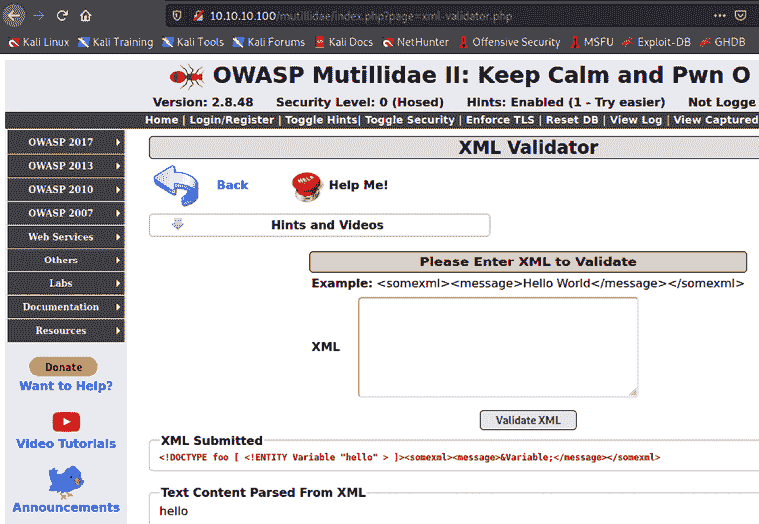 10.10.10.100/mutillidae/index.php?page=xml-validator.php
Kali Linux Kali Training Kali Tools Kali Forums Kali Docs NetHunter Offensive Security MSFU Exploit-DB GHDB
OWASP Mutillidae II: Keep Calm and Pwn O
Version: 2.8.48 Security Level: 0 (Hosed) Hints: Enabled (1 - Try easier) Not Logge
Home | Login/Register | Toggle Hints| Toggle Security | Enforce TLS | Reset DB | View Log | View Captured
OWASP 2017
OWASP 2013
OWASP 2010
OWASP 2007
Web Services
Others
Labs
Documentation
Resources
Donate
Want to Help?
Video Tutorials
Announcements
XML Validator
Back
HELP
Help Me!
Hints and Videos
Please Enter XML to Validate
Example: <somexml><message>Hello World</message></somexml>
XML
Validate XML
XML Submitted
<!DOCTYPE foo [ <!ENTITY Variable "hello" > ]><somexml><message>&Variable;</message></somexml>
Text Content Parsed From XML
hello